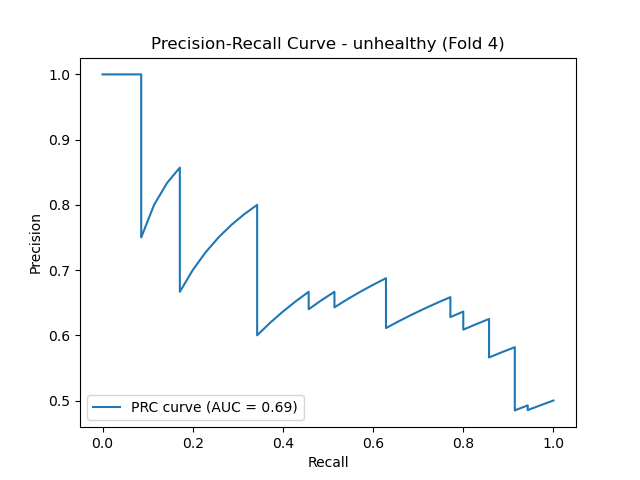 Precision-Recall Curve - unhealthy (Fold 4)
Precision
1.0
0.9
0.8
0.7
0.6
0.5
PRC curve (AUC = 0.69)
0.0 0.2 0.4 0.6 0.8 1.0
Recall